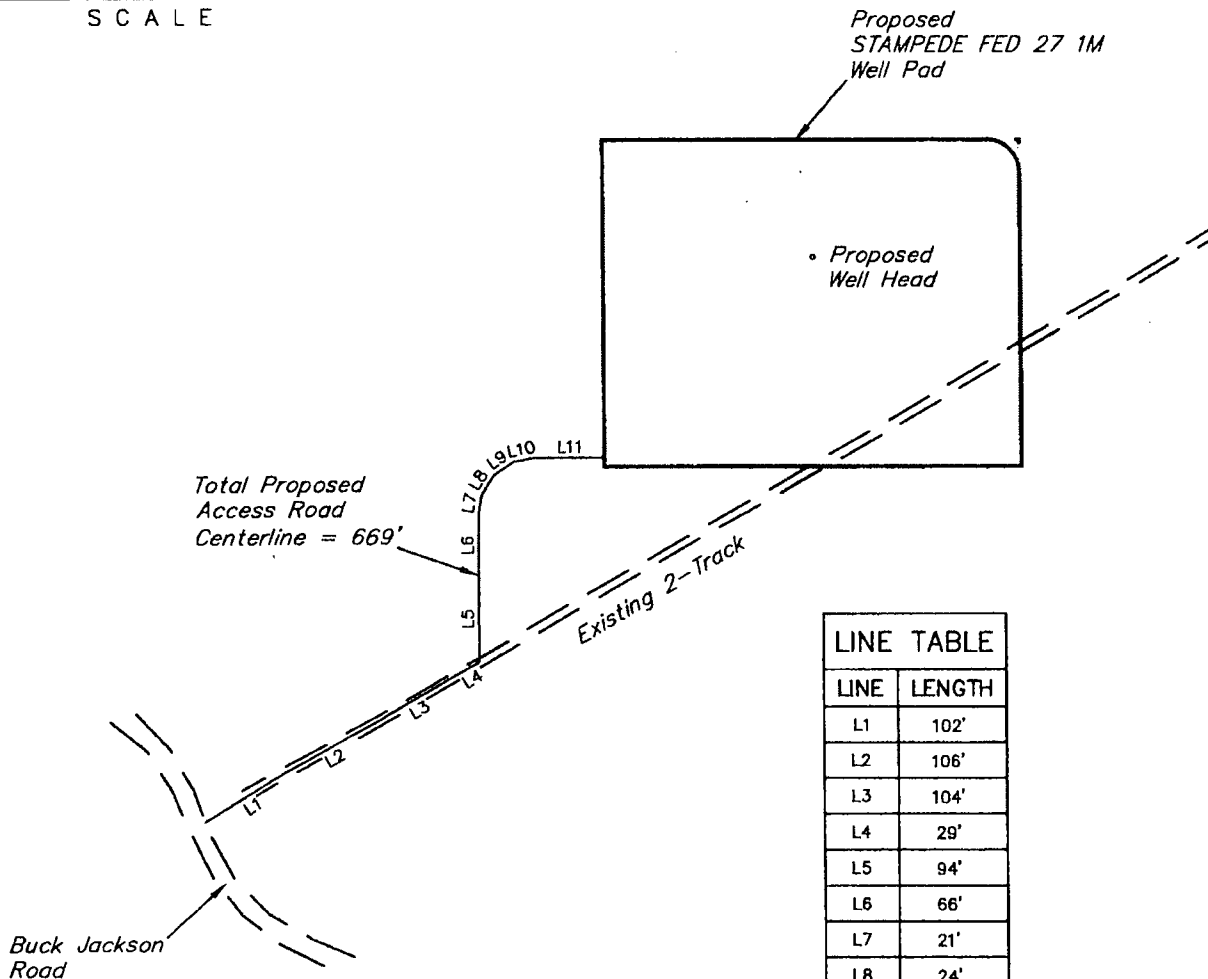 SCALE
Proposed
STAMPEDE FED 27 1M
Well Pad
Proposed
Well Head
L9 L10 L11
L8
L7
Total Proposed
Access Road
Centerline = 669'
L6
L5
Existing 2-Track
L4
L3
L2
L1
Buck Jackson
Road
LINE TABLE
LINE LENGTH
L1 102'
L2 106'
L3 104'
L4 29'
L5 94'
L6 66'
L7 21'
L8 24'